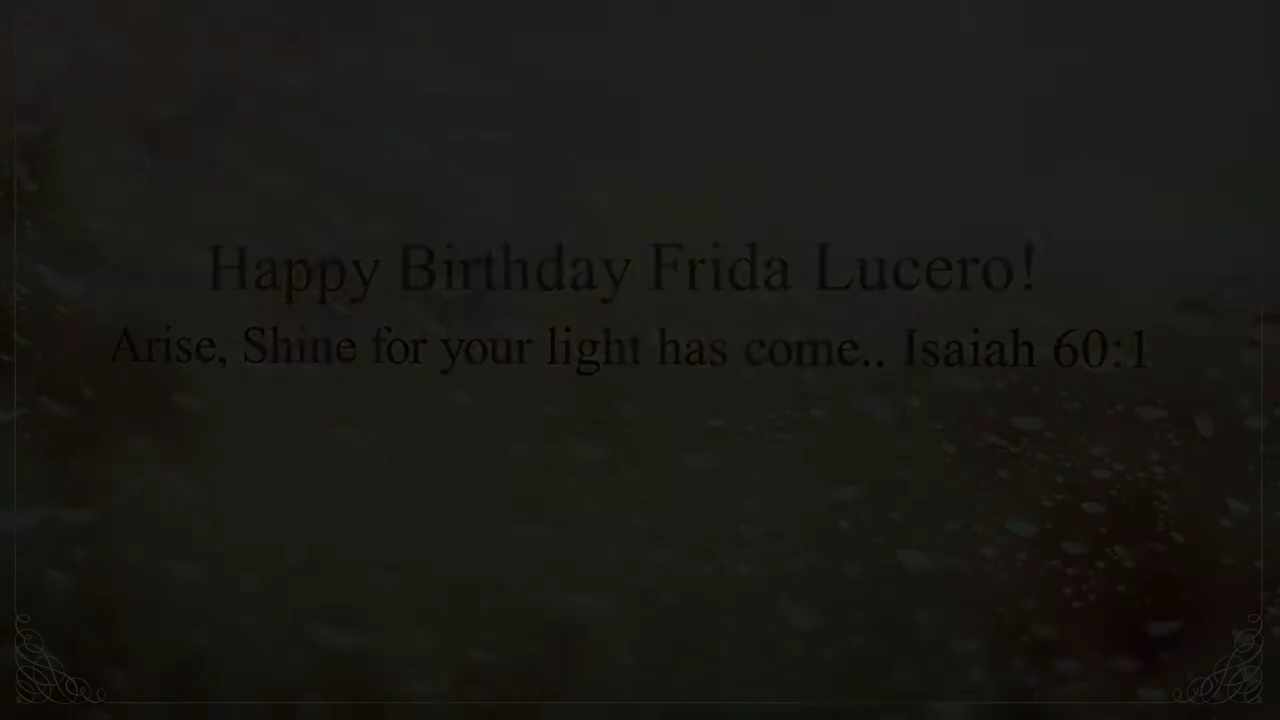 Happy Birthday Frida Lucero!
Arise, Shine for your light has come.. Isaiah 60:1